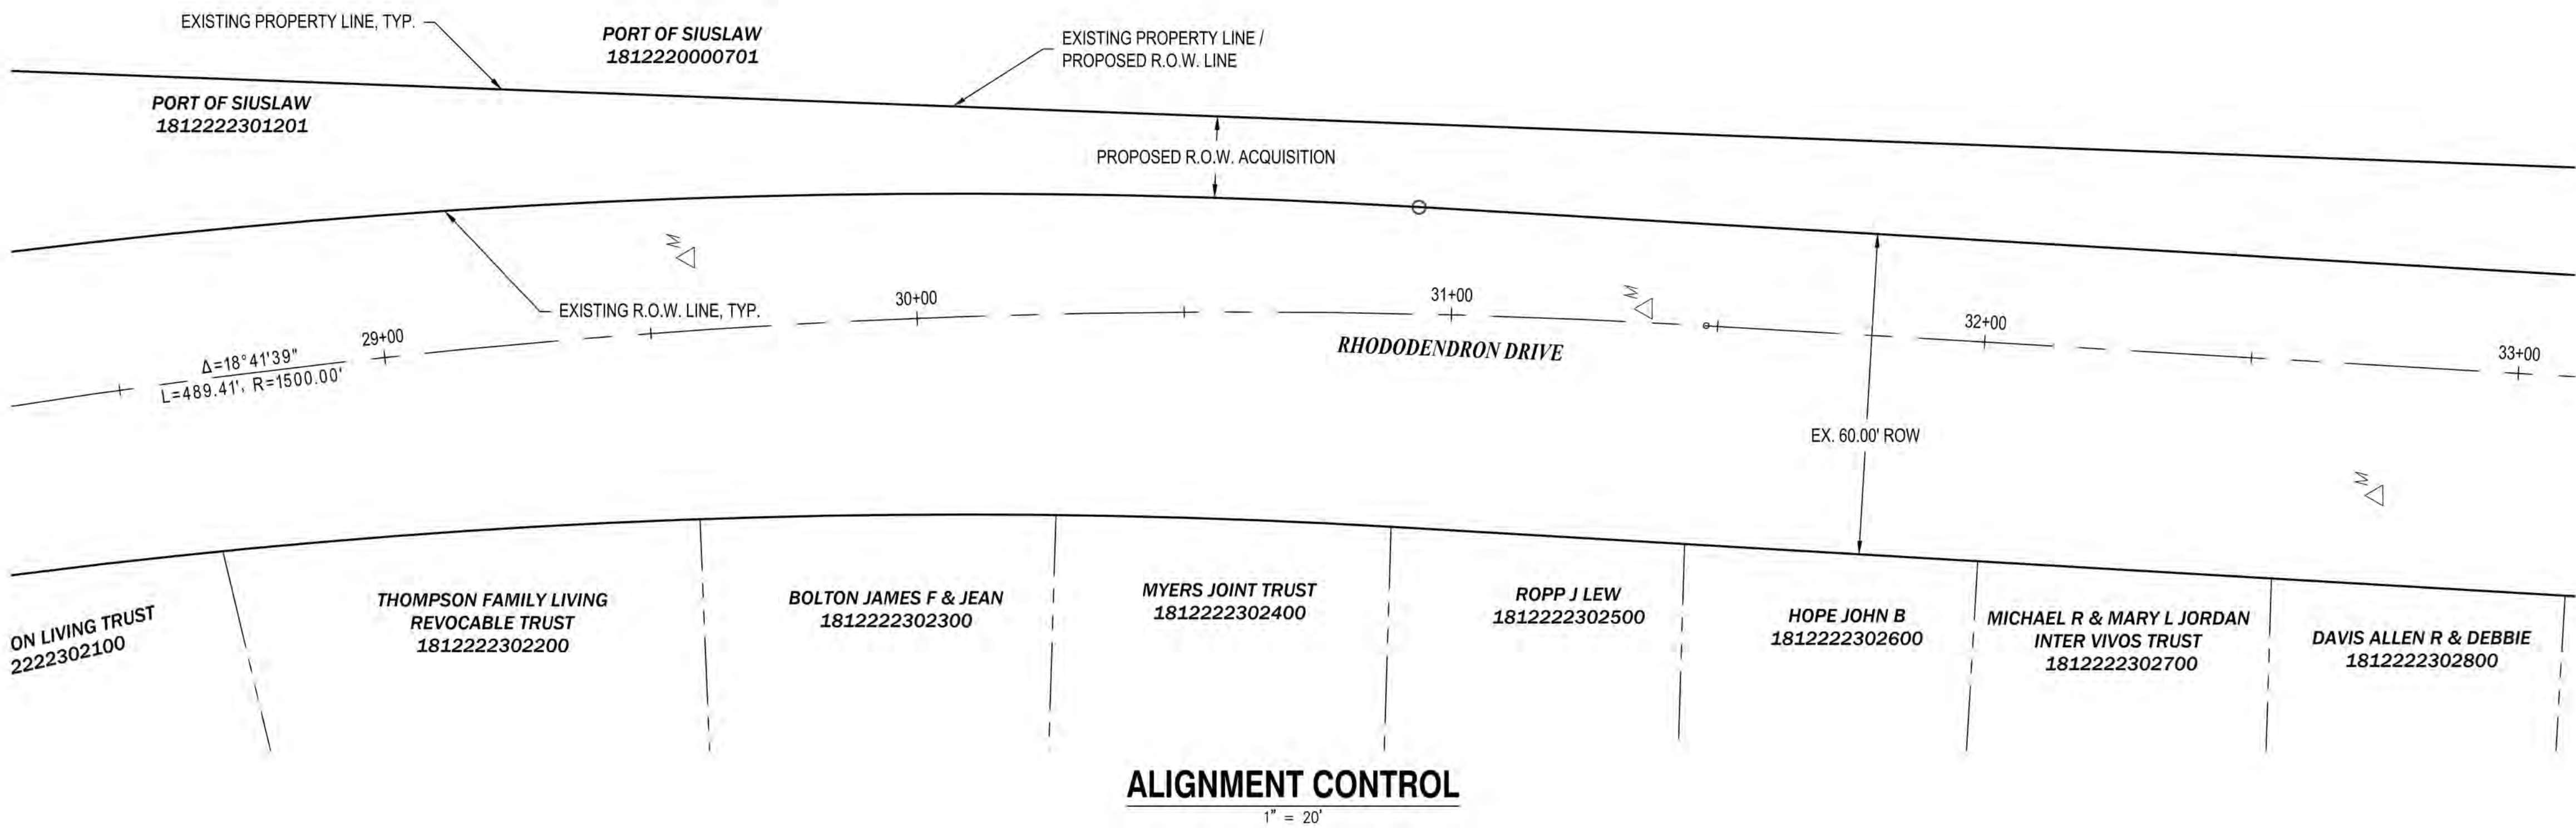 EXISTING PROPERTY LINE, TYP.
PORT OF SIUSLAW
1812220000701
EXISTING PROPERTY LINE /
PROPOSED R.O.W. LINE
PORT OF SIUSLAW
1812222301201
PROPOSED R.O.W. ACQUISITION
M
EXISTING R.O.W. LINE, TYP.
29+00
30+00
31+00
M
32+00
33+00
Δ=18°41'39"
L=489.41', R=1500.00'
RHODODENDRON DRIVE
EX. 60.00' ROW
M
ON LIVING TRUST
2222302100
THOMPSON FAMILY LIVING
REVOCABLE TRUST
1812222302200
BOLTON JAMES F & JEAN
1812222302300
MYERS JOINT TRUST
1812222302400
ROPP J LEW
1812222302500
HOPE JOHN B
1812222302600
MICHAEL R & MARY L JORDAN
INTER VIVOS TRUST
1812222302700
DAVIS ALLEN R & DEBBIE
1812222302800
ALIGNMENT CONTROL
1" = 20'